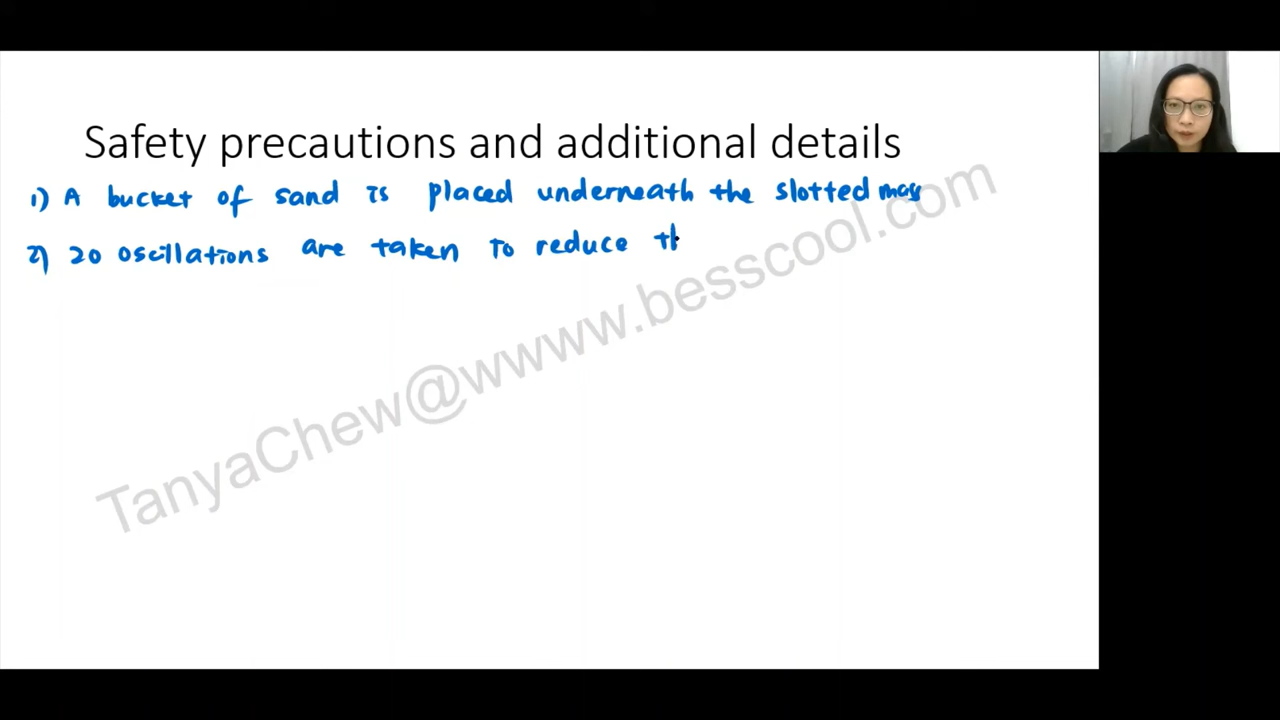 Safety precautions and additional details
1) A bucket of sand is placed underneath the slotted mass
2) 20 oscillations are taken to reduce th
TanyaChew@wwww.besscool.com